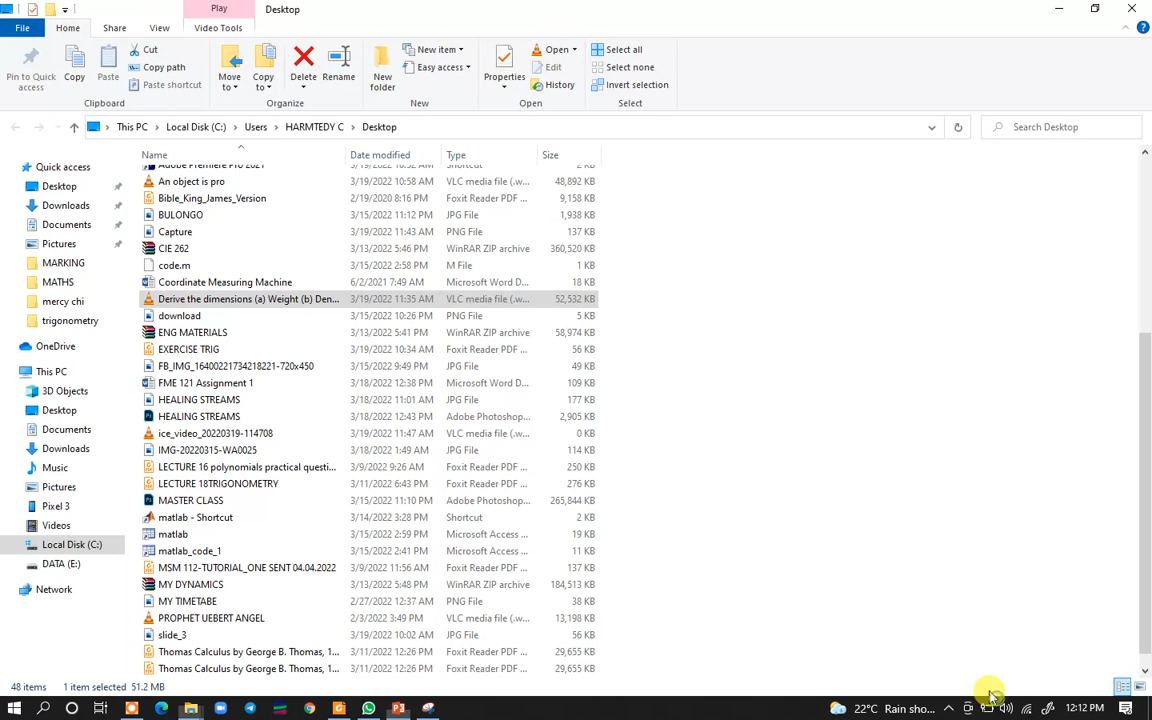 Play
Desktop
File
Home
Share
View
Video Tools
Pin to Quick access
Copy
Paste
Cut
Copy path
Paste shortcut
Clipboard
Move to
Copy to
Delete
Rename
Organize
New folder
New item
Easy access
New
Properties
Open
Edit
History
Open
Select all
Select none
Invert selection
Select
This PC > Local Disk (C:) > Users > HARMTEDY C > Desktop
Search Desktop
Quick access
Desktop
Downloads
Documents
Pictures
MARKING
MATHS
mercy chi
trigonometry
OneDrive
This PC
3D Objects
Desktop
Documents
Downloads
Music
Pictures
Pixel 3
Videos
Local Disk (C:)
DATA (E:)
Network
Name Date modified Type Size
Adobe Premiere Pro 2021 3/19/2022 10:52 AM Shortcut 2 KB
An object is pro 3/19/2022 10:58 AM VLC media file (.w... 48,892 KB
Bible_King_James_Version 2/19/2020 8:16 PM Foxit Reader PDF ... 9,158 KB
BULONGO 3/15/2022 11:12 PM JPG File 1,938 KB
Capture 3/19/2022 11:43 AM PNG File 137 KB
CIE 262 3/13/2022 5:46 PM WinRAR ZIP archive 360,520 KB
code.m 3/15/2022 2:58 PM M File 1 KB
Coordinate Measuring Machine 6/2/2021 7:49 AM Microsoft Word D... 18 KB
Derive the dimensions (a) Weight (b) Den... 3/19/2022 11:35 AM VLC media file (.w... 52,532 KB
download 3/15/2022 10:26 PM PNG File 5 KB
ENG MATERIALS 3/13/2022 5:41 PM WinRAR ZIP archive 58,974 KB
EXERCISE TRIG 3/19/2022 10:34 AM Foxit Reader PDF ... 56 KB
FB_IMG_16400221734218221-720x450 3/15/2022 9:49 PM JPG File 49 KB
FME 121 Assignment 1 3/18/2022 12:38 PM Microsoft Word D... 109 KB
HEALING STREAMS 3/18/2022 11:01 AM JPG File 177 KB
HEALING STREAMS 3/18/2022 12:43 PM Adobe Photoshop... 2,905 KB
ice_video_20220319-114708 3/19/2022 11:47 AM VLC media file (.w... 0 KB
IMG-20220315-WA0025 3/18/2022 1:49 AM JPG File 114 KB
LECTURE 16 polynomials practical questi... 3/9/2022 9:26 AM Foxit Reader PDF ... 250 KB
LECTURE 18TRIGONOMETRY 3/11/2022 6:43 PM Foxit Reader PDF ... 276 KB
MASTER CLASS 3/15/2022 11:10 PM Adobe Photoshop... 265,844 KB
matlab - Shortcut 3/14/2022 3:28 PM Shortcut 2 KB
matlab 3/15/2022 2:59 PM Microsoft Access ... 19 KB
matlab_code_1 3/15/2022 2:41 PM Microsoft Access ... 11 KB
MSM 112-TUTORIAL_ONE SENT 04.04.2022 3/9/2022 11:56 AM Foxit Reader PDF ... 137 KB
MY DYNAMICS 3/13/2022 5:48 PM WinRAR ZIP archive 184,513 KB
MY TIMETABE 2/27/2022 12:37 AM PNG File 38 KB
PROPHET UEBERT ANGEL 2/3/2022 3:49 PM VLC media file (.w... 13,198 KB
slide_3 3/19/2022 10:02 AM JPG File 56 KB
Thomas Calculus by George B. Thomas, 1... 3/11/2022 12:26 PM Foxit Reader PDF ... 29,655 KB
Thomas Calculus by George B. Thomas, 1... 3/11/2022 12:26 PM Foxit Reader PDF ... 29,655 KB
48 items 1 item selected 51.2 MB
22°C Rain sho... 12:12 PM